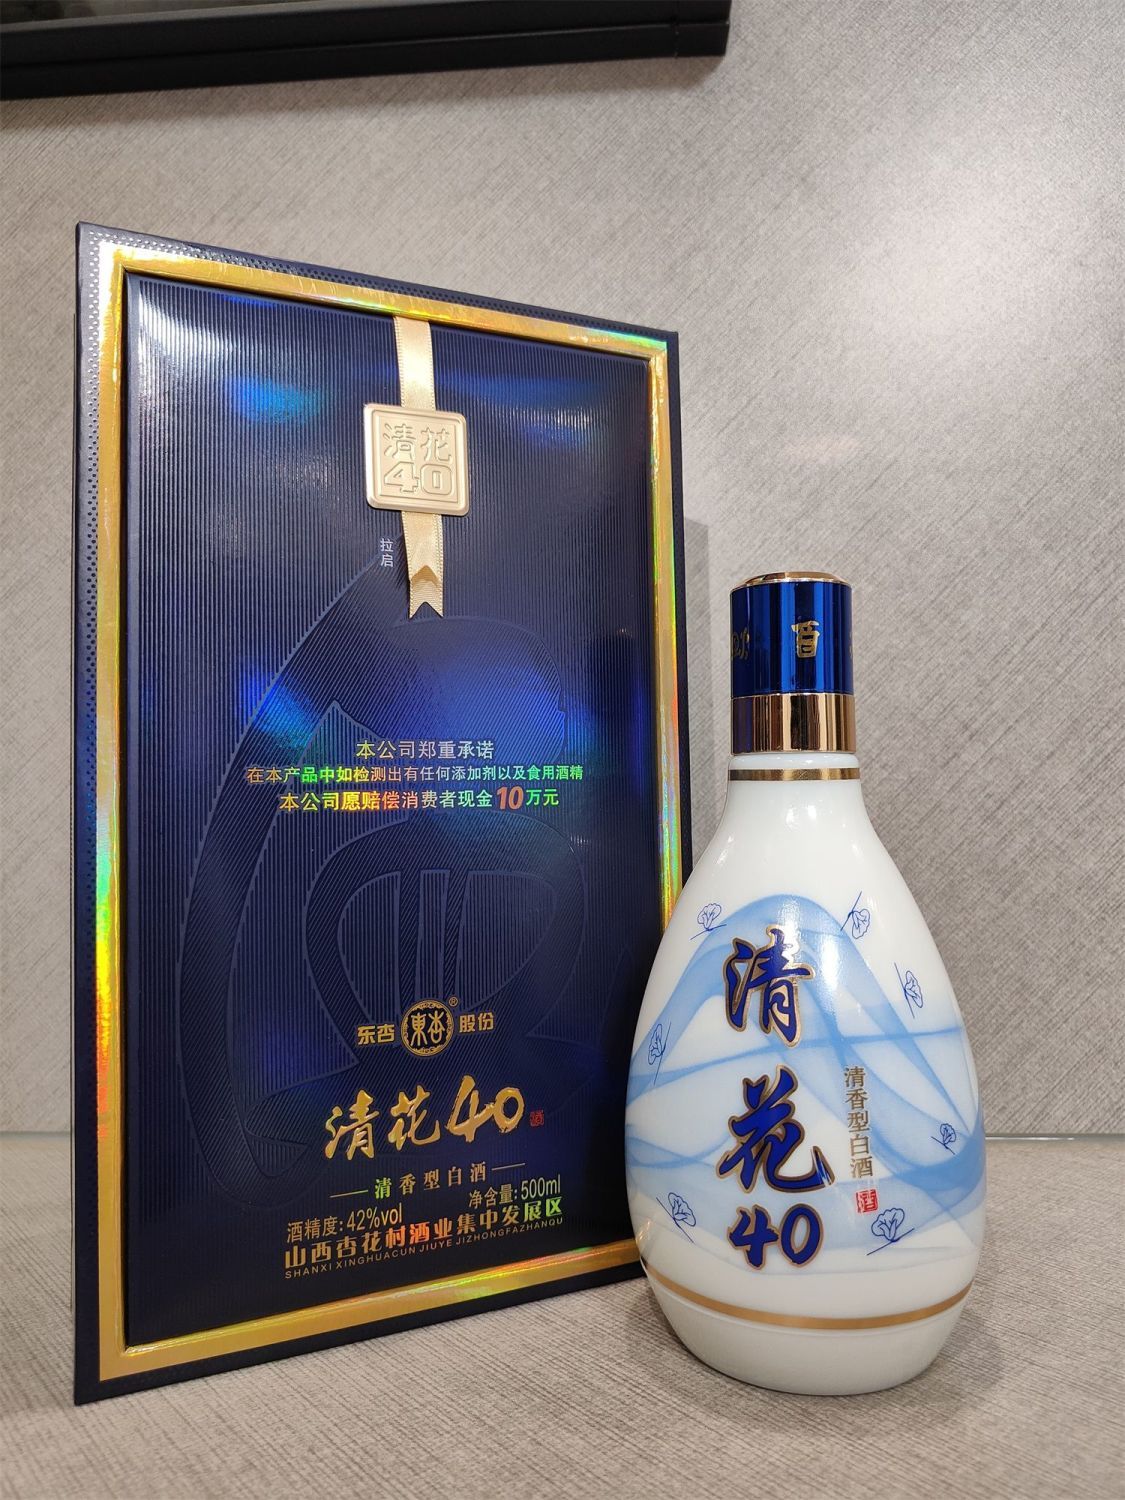 清花
40
拉启
本公司郑重承诺
在本产品中如检测出有任何添加剂以及食用酒精
本公司愿赔偿消费者现金10万元
东杏 東杏® 股份
清花40
清香型白酒
酒精度:42%vol 净含量:500ml
山西杏花村酒业集中发展区
SHANXI XINGHUACUN JIUYE JIZHONGFAZHANQU
清花40
清香型白酒
酒